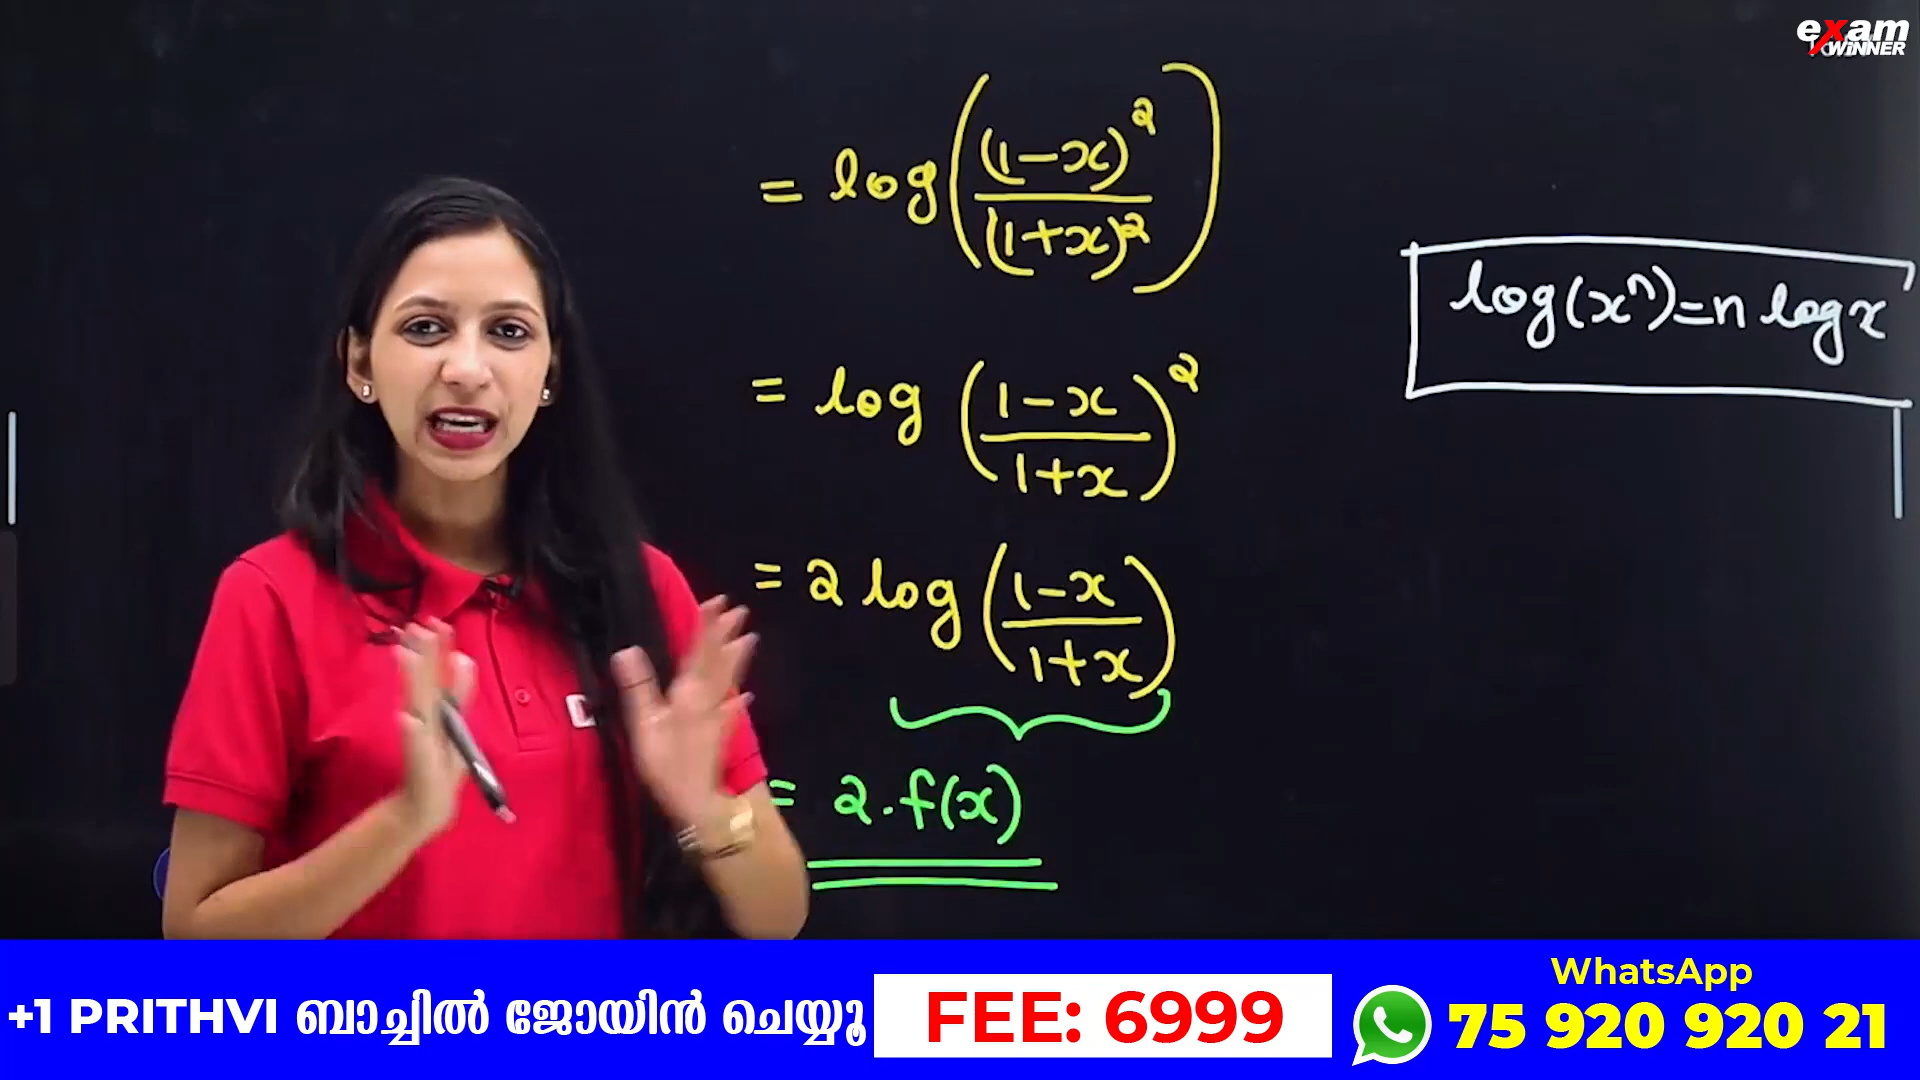 exam
WINNER
= log((1-x)^2/(1+x)^2)
= log((1-x)/(1+x))^2
= 2 log((1-x)/(1+x))
= 2.f(x)
log(x^n)=n log x
+1 PRITHVI ബാച്ചിൽ ജോയിൻ ചെയ്യൂ
FEE: 6999
WhatsApp
75 920 920 21